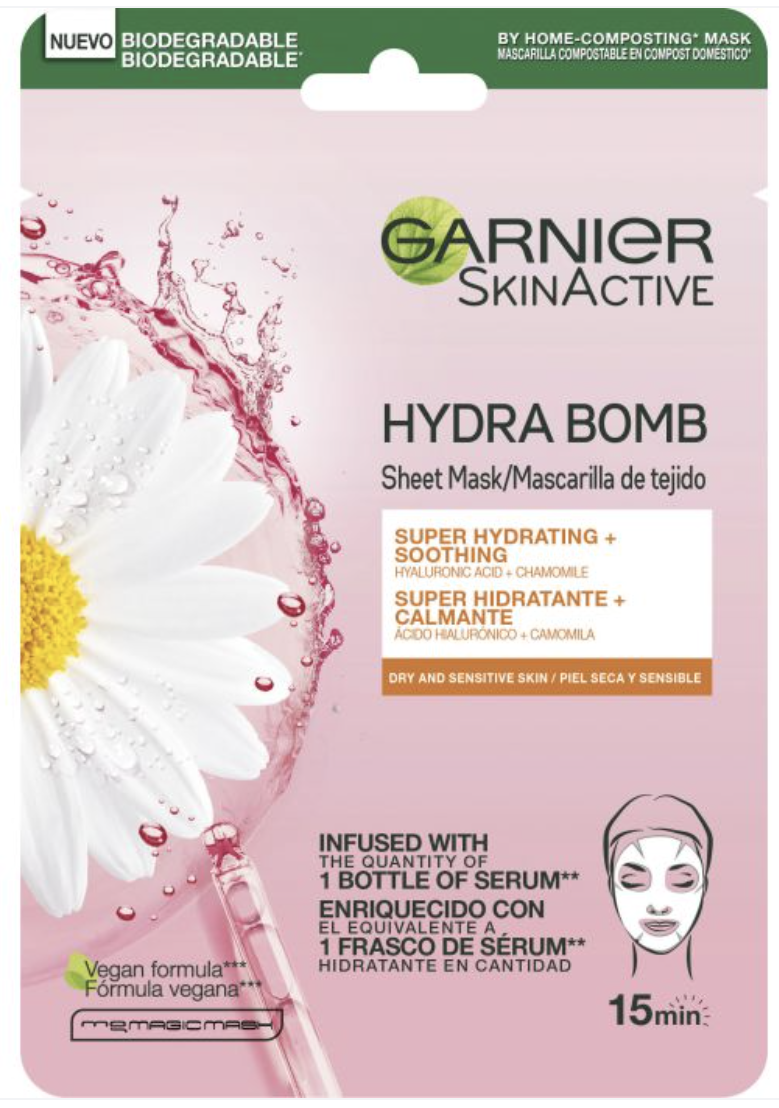 NUEVO
BIODEGRADABLE
BIODEGRADABLE*
BY HOME-COMPOSTING* MASK
MASCARILLA COMPOSTABLE EN COMPOST DOMÉSTICO*
GARNIER
SKINACTIVE
HYDRA BOMB
Sheet Mask/Mascarilla de tejido
SUPER HYDRATING +
SOOTHING
HYALURONIC ACID + CHAMOMILE
SUPER HIDRATANTE +
CALMANTE
ÁCIDO HIALURÓNICO + CAMOMILA
DRY AND SENSITIVE SKIN / PIEL SECA Y SENSIBLE
INFUSED WITH
THE QUANTITY OF
1 BOTTLE OF SERUM**
ENRIQUECIDO CON
EL EQUIVALENTE A
1 FRASCO DE SÉRUM**
HIDRATANTE EN CANTIDAD
Vegan formula***
Fórmula vegana***
MAGIC MASK
15min